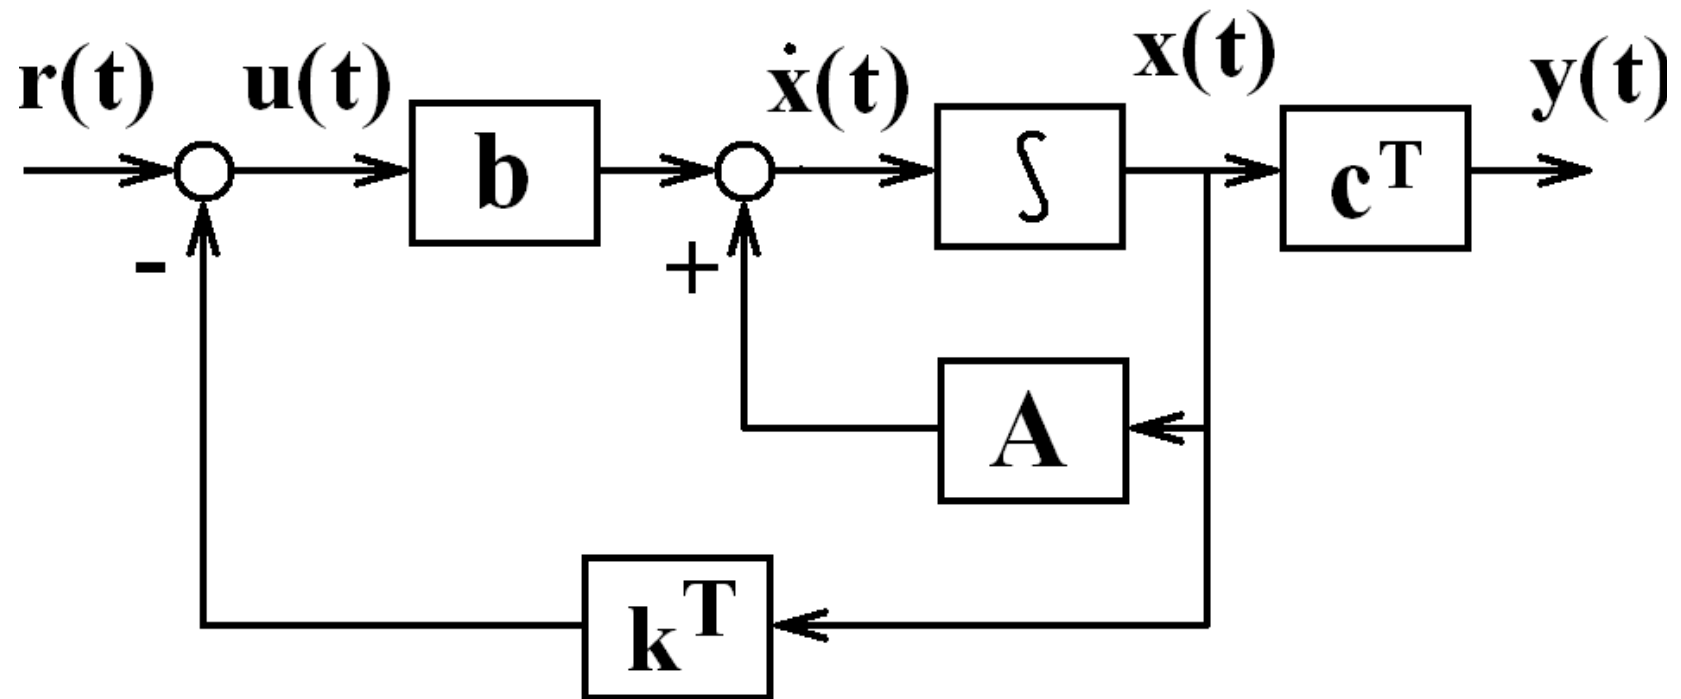 r(t) u(t) ẋ(t) x(t) y(t)
b ∫ cᵀ
- +
A
kᵀ